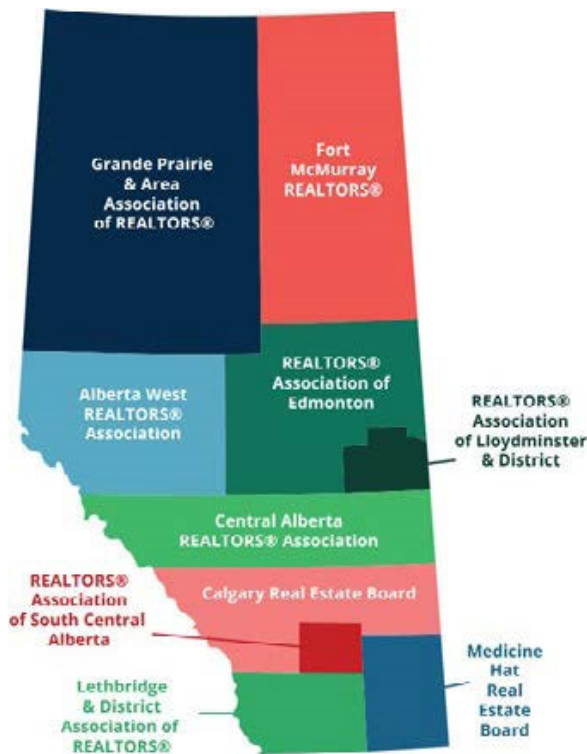 Grande Prairie
& Area
Association
of REALTORS®
Fort
McMurray
REALTORS®
Alberta West
REALTORS®
Association
REALTORS®
Association of
Edmonton
REALTORS®
Association
of Lloydminster
& District
Central Alberta
REALTORS® Association
REALTORS®
Association
of South Central
Alberta
Calgary Real Estate Board
Lethbridge
& District
Association of
REALTORS®
Medicine
Hat
Real
Estate
Board